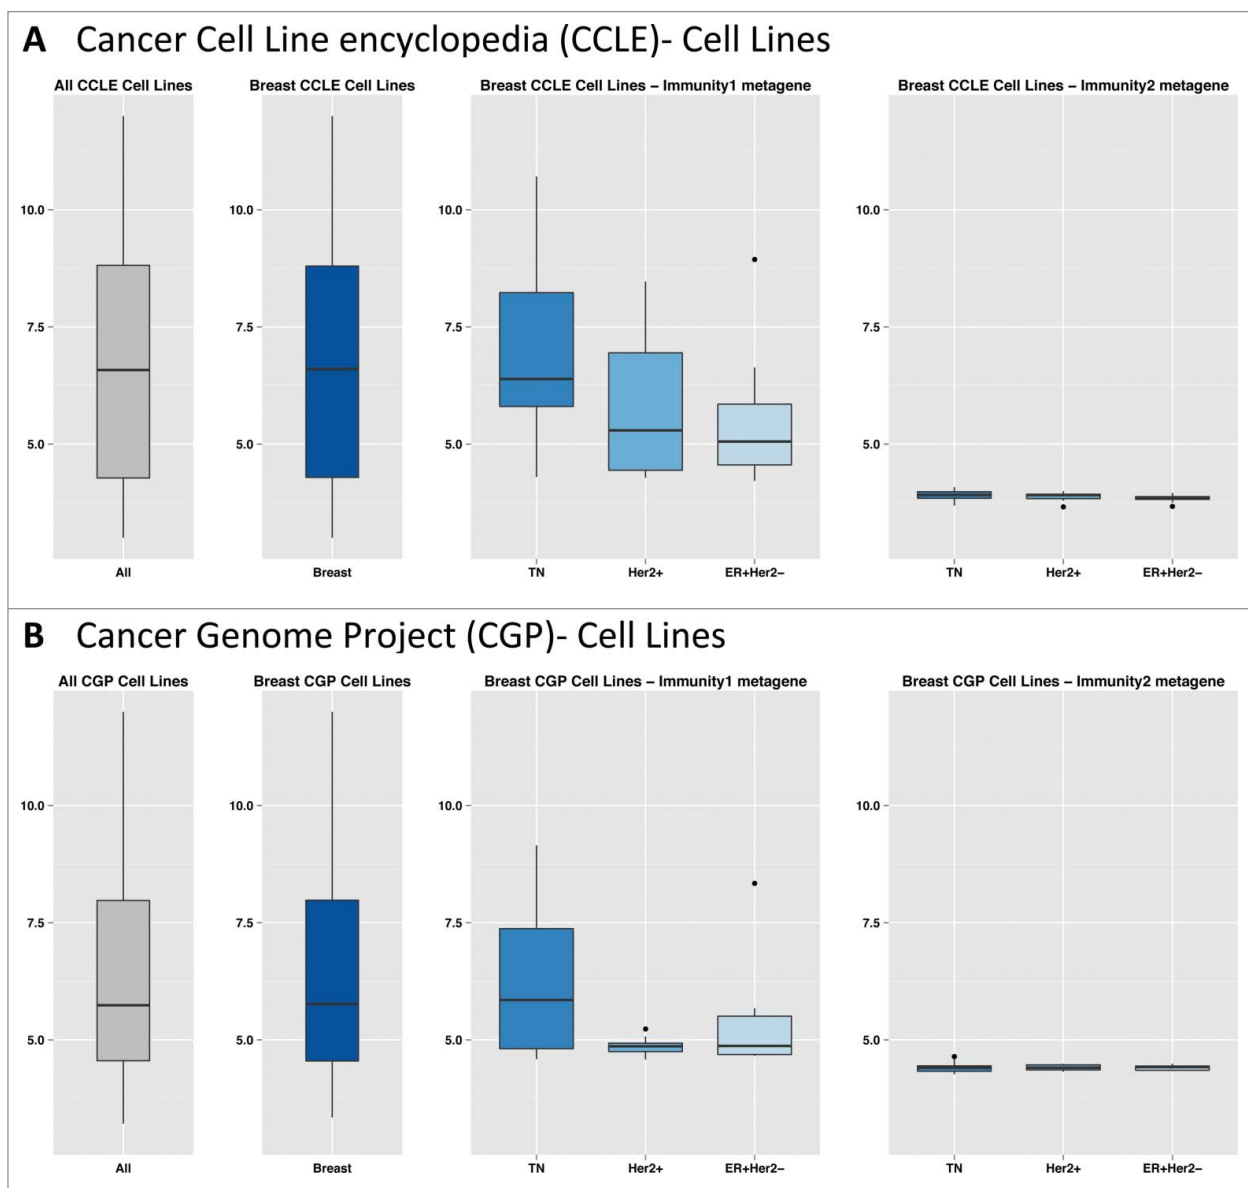 A Cancer Cell Line encyclopedia (CCLE)- Cell Lines
All CCLE Cell Lines
Breast CCLE Cell Lines
Breast CCLE Cell Lines – Immunity1 metagene
Breast CCLE Cell Lines – Immunity2 metagene
10.0
7.5
5.0
10.0
7.5
5.0
10.0
7.5
5.0
10.0
7.5
5.0
All
Breast
TN Her2+ ER+Her2–
TN Her2+ ER+Her2–
B Cancer Genome Project (CGP)- Cell Lines
All CGP Cell Lines
Breast CGP Cell Lines
Breast CGP Cell Lines – Immunity1 metagene
Breast CGP Cell Lines – Immunity2 metagene
10.0
7.5
5.0
10.0
7.5
5.0
10.0
7.5
5.0
10.0
7.5
5.0
All
Breast
TN Her2+ ER+Her2–
TN Her2+ ER+Her2–